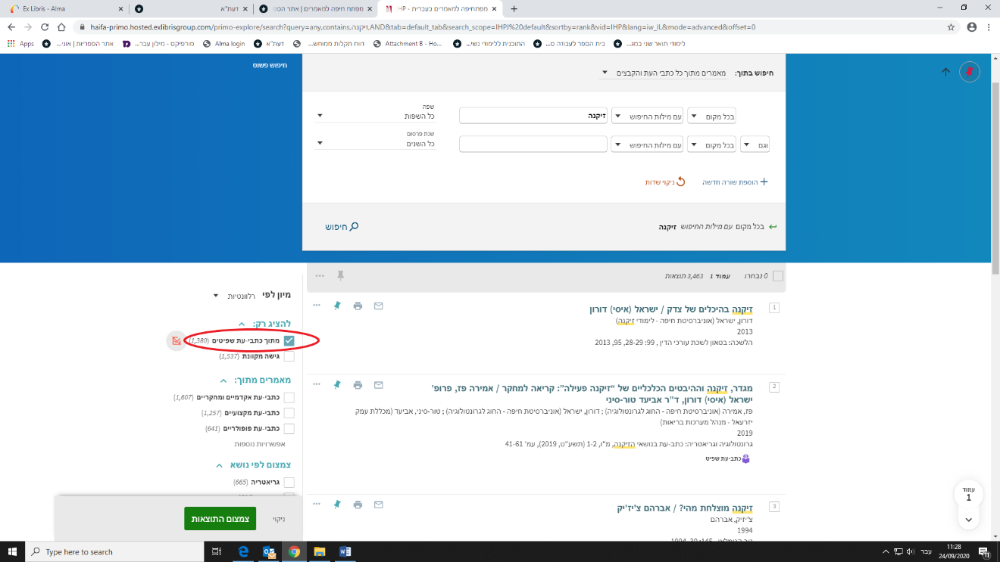 Ex Libris - Alma
דעת"א
מפתח חיפה למאמרים | אתר הספ
מפתחיפה למאמרים בעברית - IHP
haifa-primo.hosted.exlibrisgroup.com/primo-explore/search?query=any,contains,זיקנה,AND&tab=default_tab&search_scope=IHPJ%20default&sortby=rank&vid=IHP&lang=iw_IL&mode=advanced&offset=0
Apps
אתר הספריות | אוני...
מורפיקס - מילון עבר...
Alma login
דעת"א
דווח תקלות ממוחש...
Attachment B - Ho...
התוכנית ללימודי נשי...
בית הספר לעבודה ס...
לימודי תואר שני במג...
חיפוש פשוט
חיפוש בתוך: מאמרים מתוך כל כתבי העת והקבצים
בכל מקום עם מילות החיפוש זיקנה
שפה
כל השפות
וגם בכל מקום עם מילות החיפוש
שנת פרסום
כל השנים
הוספת שורה חדשה ניקוי שדות
בכל מקום עם מילות החיפוש זיקנה
חיפוש
0 נבחרו עמוד 1 3,463 תוצאות
1
זיקנה בהיכלים של צדק / ישראל (איסי) דורון
דורון, ישראל (אוניברסיטת חיפה - לימודי זיקנה)
2013
הלשכה: בטאון לשכת עורכי הדין , 99: 28-29, 95, 2013
2
מגדר, זיקנה וההיבטים הכלכליים של "זיקנה פעילה": קריאה למחקר / אמירה פז, פרופ'
ישראל (איסי) דורון, ד"ר אביעד טור-סיני
פז, אמירה (אוניברסיטת חיפה - החוג לגרונטולוגיה) ; דורון, ישראל (אוניברסיטת חיפה - החוג לגרונטולוגיה) ; טור-סיני, אביעד (מכללת עמק
יזרעאל - מנהל מערכות בריאות)
2019
גרונטולוגיה וגריאטריה: כתב-עת בנושאי הזיקנה, מ"ו, 1-2 (תשע"ט, 2019), עמ' 41-61
כתב-עת שפיט
3
זיקנה מוצלחת מהי? / אברהם צ'יז'יק
צ'יזיק, אברהם
1994
מיון לפי רלוונטיות
להציג רק:
מתוך כתבי-עת שפיטים (1,380)
גישה מקוונת (1,537)
מאמרים מתוך:
כתבי-עת אקדמיים ומחקריים (1,607)
כתבי-עת מקצועיים (1,257)
כתבי-עת פופולריים (641)
אפשרויות נוספות
צמצום לפי נושא
גריאטריה (665)
ניקוי צמצום התוצאות
עמוד
1
Type here to search
עבר
11:28
24/09/2020
11